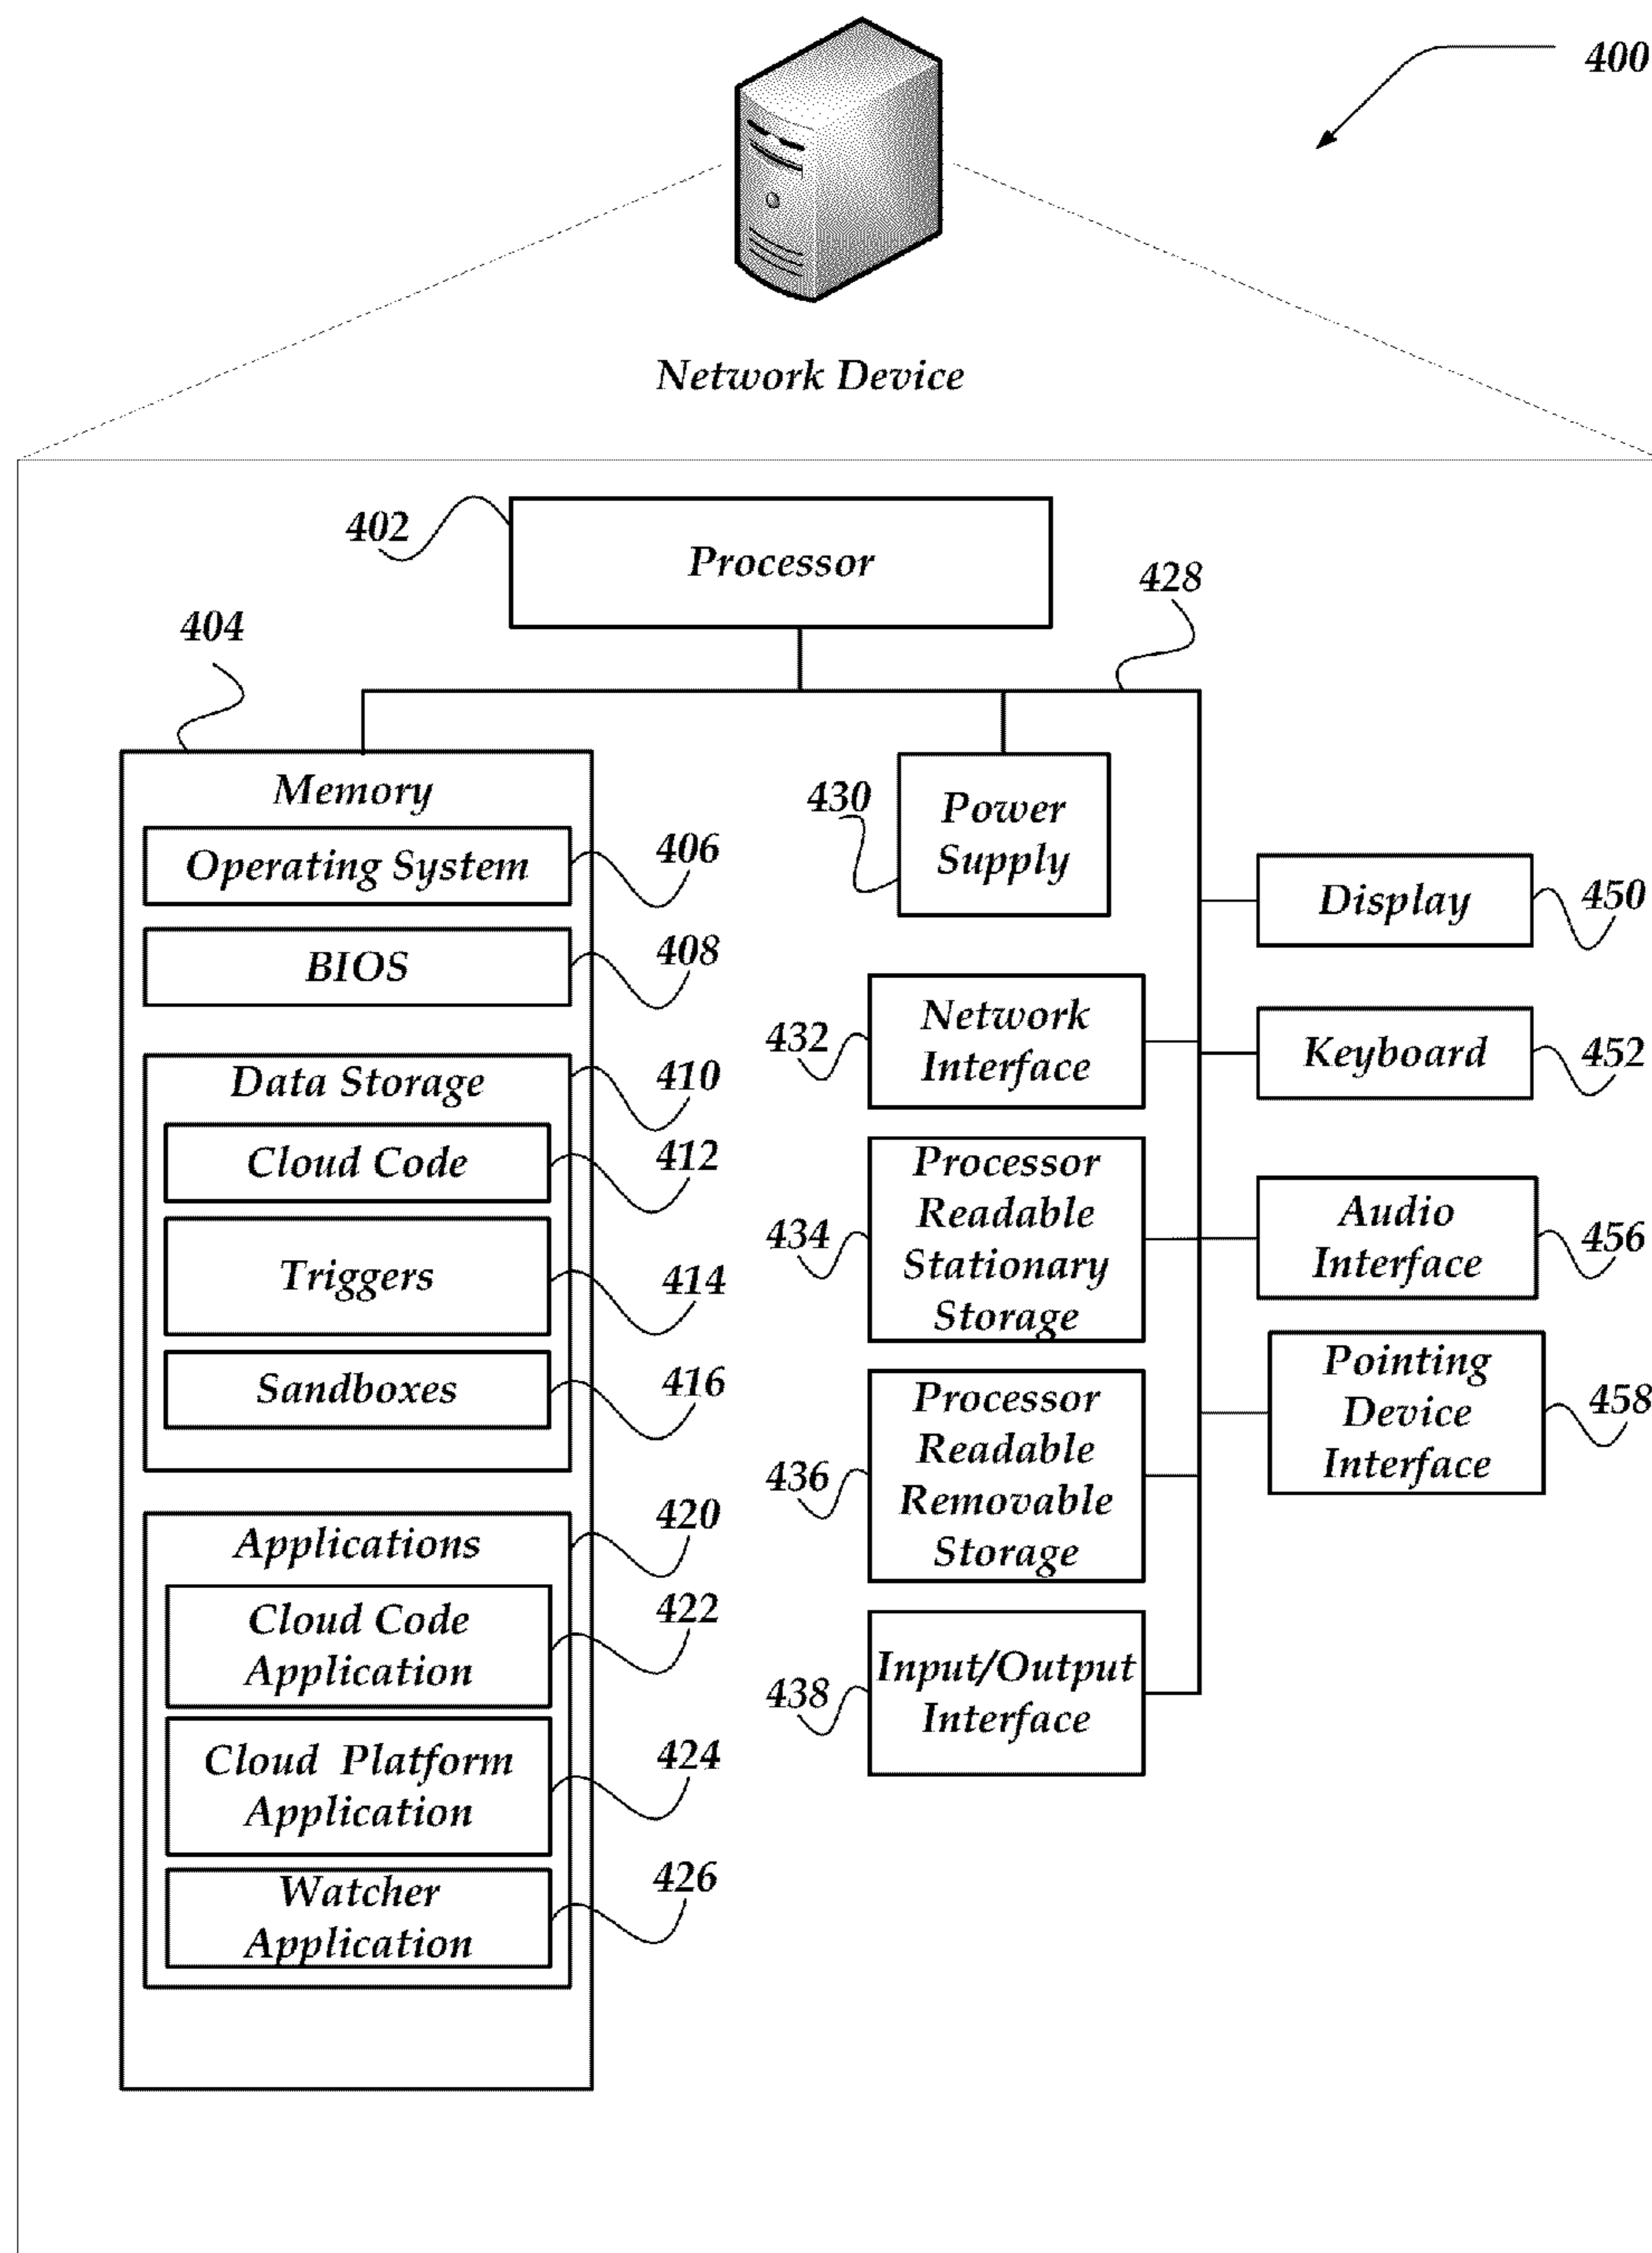 400
Network Device
402
Processor
428
404
Memory
Operating System
406
BIOS
408
Data Storage
410
Cloud Code
412
Triggers
414
Sandboxes
416
Applications
420
Cloud Code
Application
422
Cloud Platform
Application
424
Watcher
Application
426
430
Power
Supply
432
Network
Interface
434
Processor
Readable
Stationary
Storage
436
Processor
Readable
Removable
Storage
438
Input/Output
Interface
Display
450
Keyboard
452
Audio
Interface
456
Pointing
Device
Interface
458